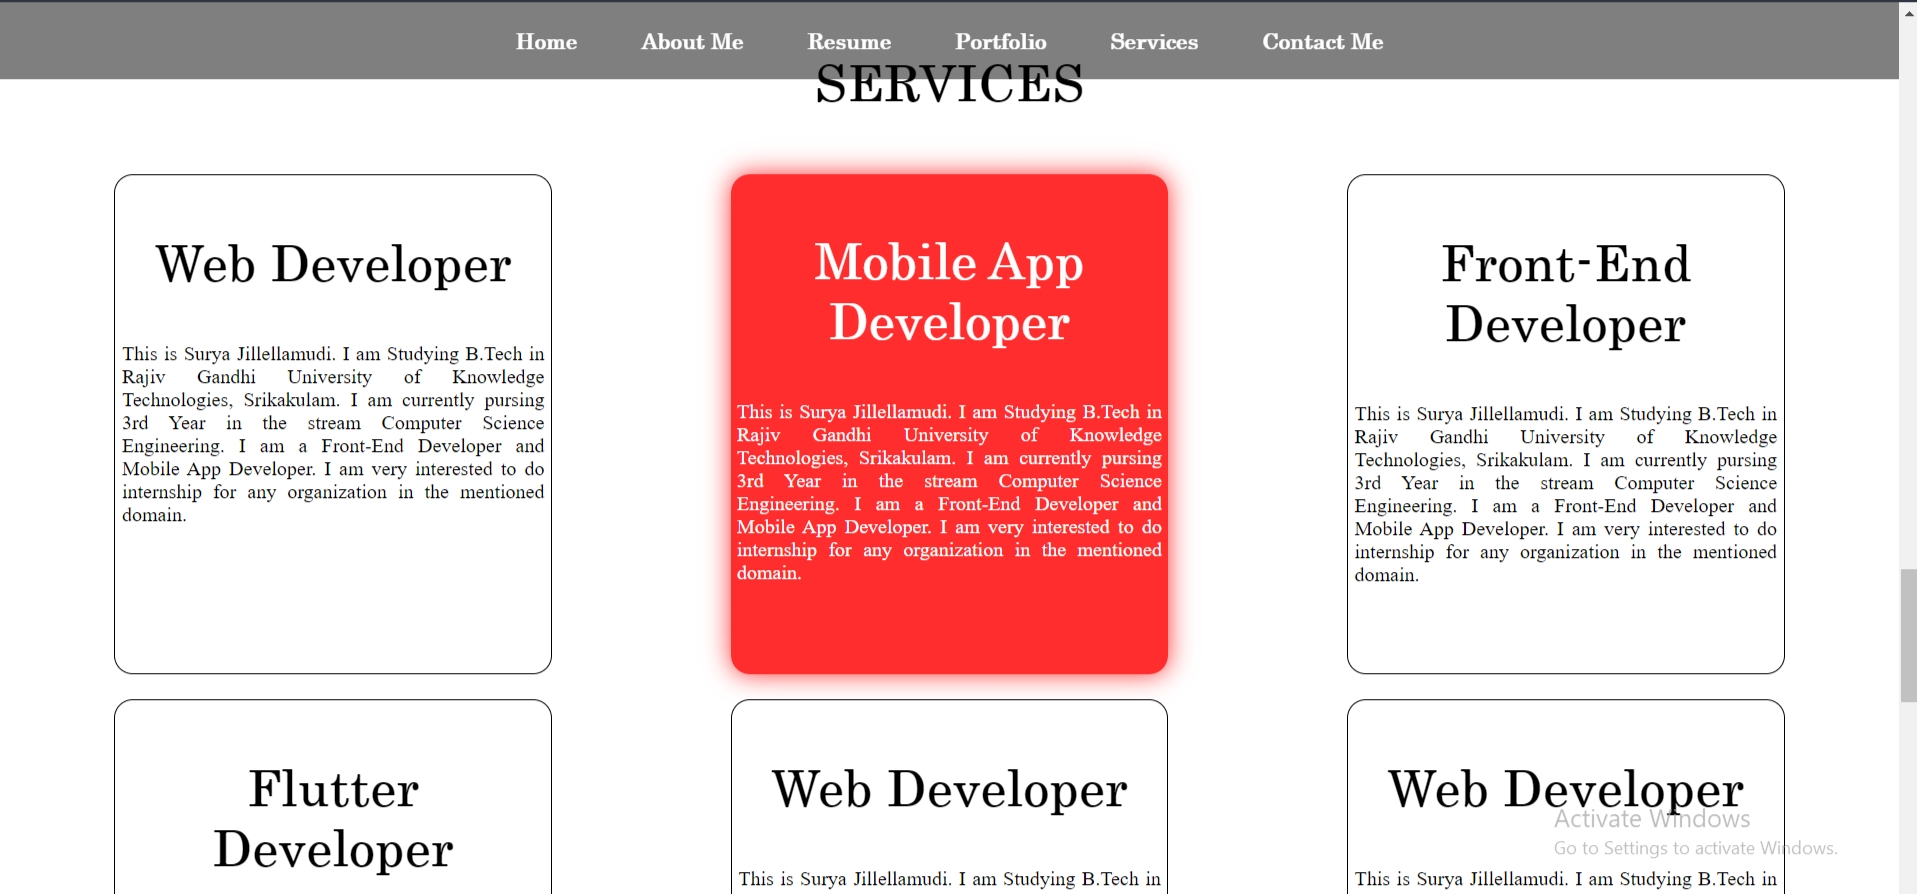 Home About Me Resume Portfolio Services Contact Me
SERVICES
Web Developer
This is Surya Jillellamudi. I am Studying B.Tech in
Rajiv Gandhi University of Knowledge
Technologies, Srikakulam. I am currently pursing
3rd Year in the stream Computer Science
Engineering. I am a Front-End Developer and
Mobile App Developer. I am very interested to do
internship for any organization in the mentioned
domain.
Mobile App
Developer
This is Surya Jillellamudi. I am Studying B.Tech in
Rajiv Gandhi University of Knowledge
Technologies, Srikakulam. I am currently pursing
3rd Year in the stream Computer Science
Engineering. I am a Front-End Developer and
Mobile App Developer. I am very interested to do
internship for any organization in the mentioned
domain.
Front-End
Developer
This is Surya Jillellamudi. I am Studying B.Tech in
Rajiv Gandhi University of Knowledge
Technologies, Srikakulam. I am currently pursing
3rd Year in the stream Computer Science
Engineering. I am a Front-End Developer and
Mobile App Developer. I am very interested to do
internship for any organization in the mentioned
domain.
Flutter
Developer
Web Developer
This is Surya Jillellamudi. I am Studying B.Tech in
Web Developer
This is Surya Jillellamudi. I am Studying B.Tech in
Activate Windows
Go to Settings to activate Windows.